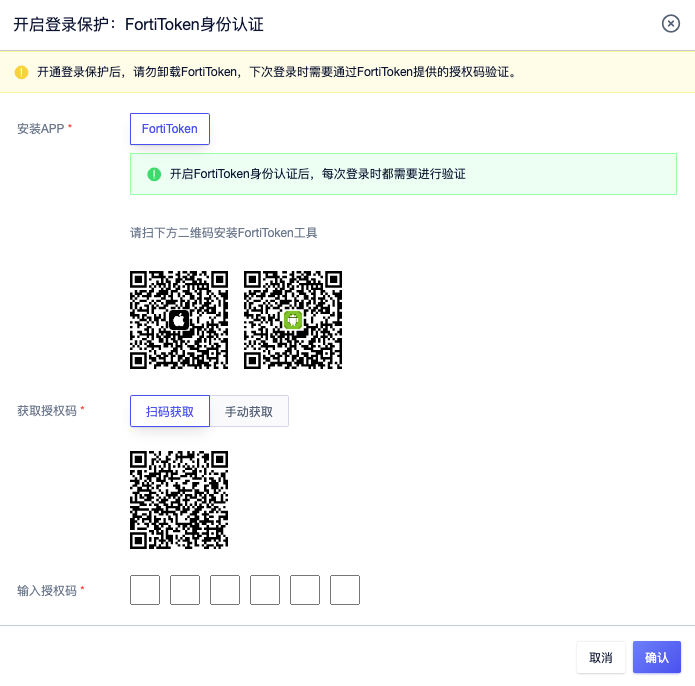 开启登录保护：FortiToken身份认证
开通登录保护后，请勿卸载FortiToken，下次登录时需要通过FortiToken提供的授权码验证。
安装APP *
FortiToken
开启FortiToken身份认证后，每次登录时都需要进行验证
请扫下方二维码安装FortiToken工具
获取授权码 *
扫码获取 手动获取
输入授权码 *
取消 确认